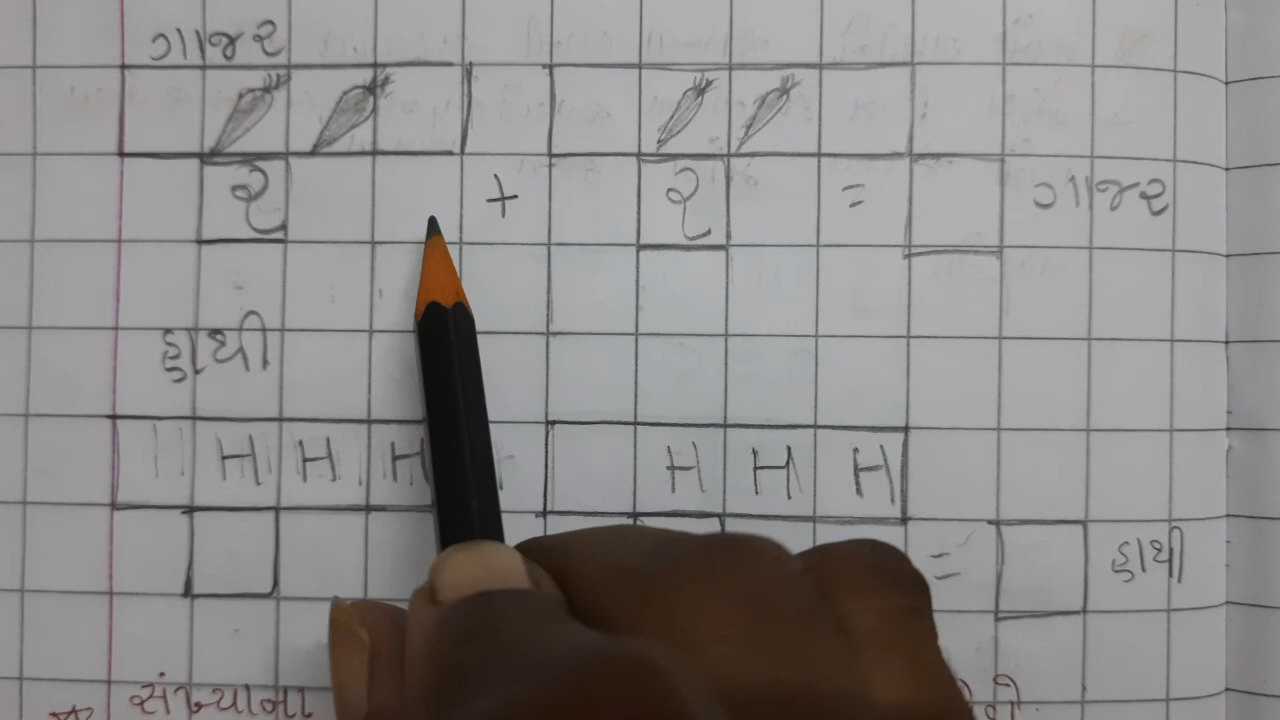 ગાજર
૨ + ૨ = ગાજર
હાથી
H H H H H H
= હાથી
સંખ્યાના